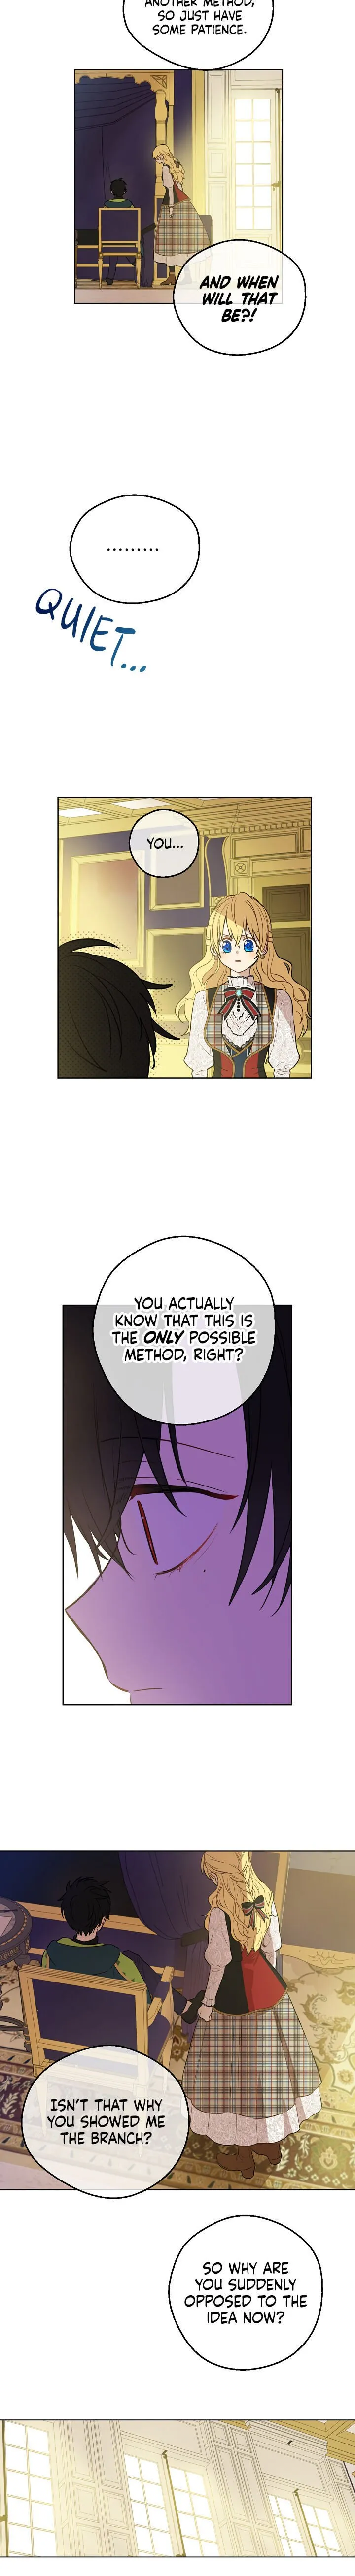 ANOTHER METHOD,
SO JUST HAVE
SOME PATIENCE.
AND WHEN
WILL THAT
BE?!
.........
QUIET...
YOU...
YOU ACTUALLY
KNOW THAT THIS IS
THE ONLY POSSIBLE
METHOD, RIGHT?
ISN'T THAT WHY
YOU SHOWED ME
THE BRANCH?
SO WHY ARE
YOU SUDDENLY
OPPOSED TO THE
IDEA NOW?